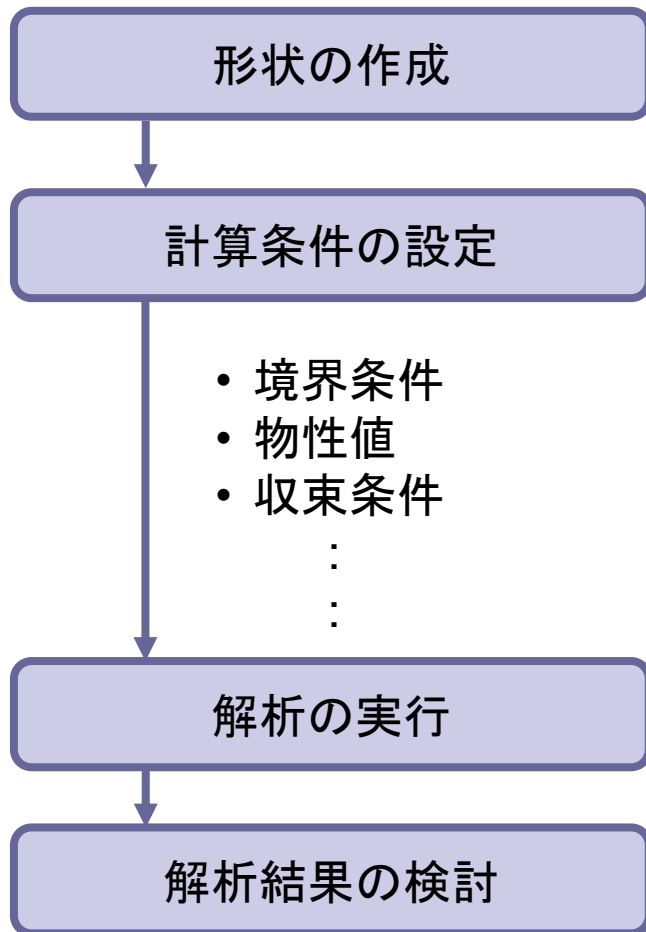 形状の作成
計算条件の設定
• 境界条件
• 物性値
• 収束条件
:
:
解析の実行
解析結果の検討